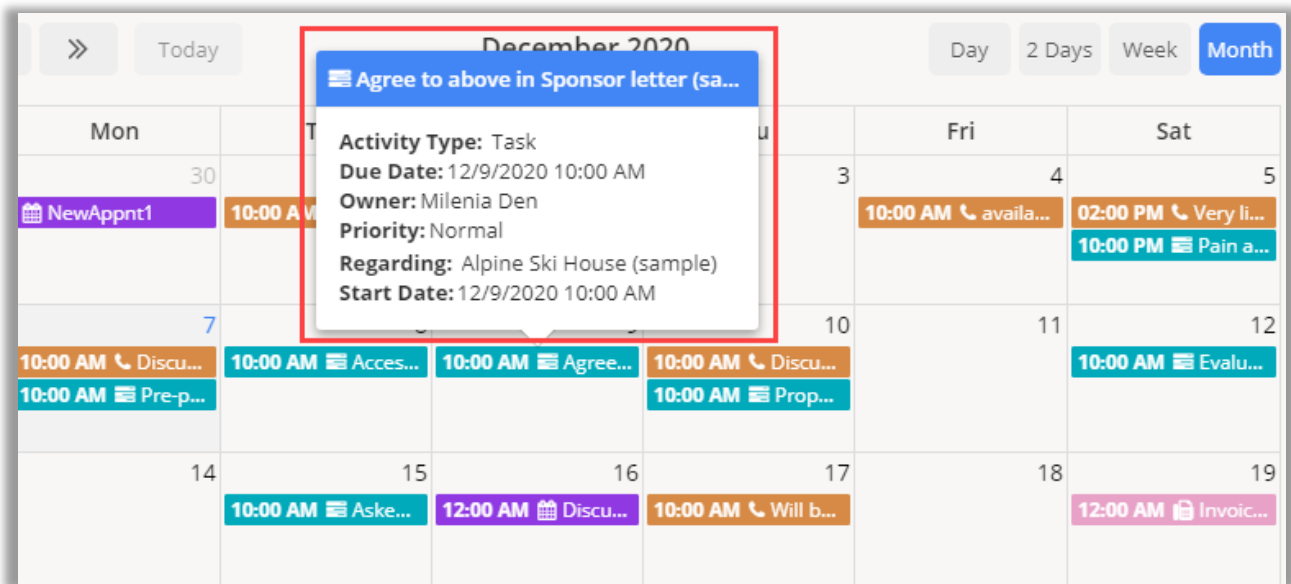 Today
December 2020
Day 2 Days Week Month
Agree to above in Sponsor letter (sa...
Mon
Fri Sat
Activity Type: Task
Due Date: 12/9/2020 10:00 AM
Owner: Milenia Den
Priority: Normal
Regarding: Alpine Ski House (sample)
Start Date: 12/9/2020 10:00 AM
30 3 4 5
NewAppnt1
10:00 AM
10:00 AM availa...
02:00 PM Very li...
10:00 PM Pain a...
7 10 11 12
10:00 AM Discu...
10:00 AM Pre-p...
10:00 AM Acces...
10:00 AM Agree...
10:00 AM Discu...
10:00 AM Prop...
10:00 AM Evalu...
14 15 16 17 18 19
10:00 AM Aske...
12:00 AM Discu...
10:00 AM Will b...
12:00 AM Invoic...